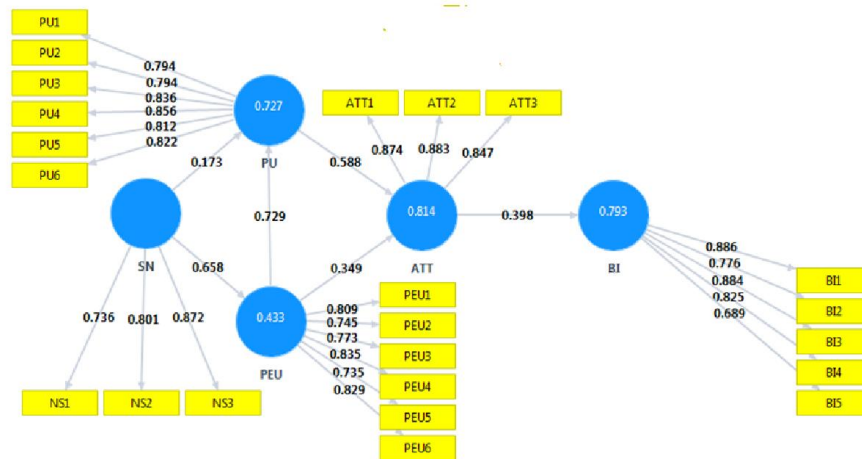 PU1
PU2
PU3
PU4
PU5
PU6
0.794
0.794
0.836
0.856
0.812
0.822
0.727
PU
ATT1
ATT2
ATT3
0.874
0.883
0.847
0.173
0.588
SN
0.729
0.814
ATT
0.398
0.793
BI
0.658
0.349
0.736
0.801
0.872
NS1
NS2
NS3
0.433
PEU
0.809
0.745
0.773
0.835
0.735
0.829
PEU1
PEU2
PEU3
PEU4
PEU5
PEU6
0.886
0.776
0.884
0.825
0.689
BI1
BI2
BI3
BI4
BI5